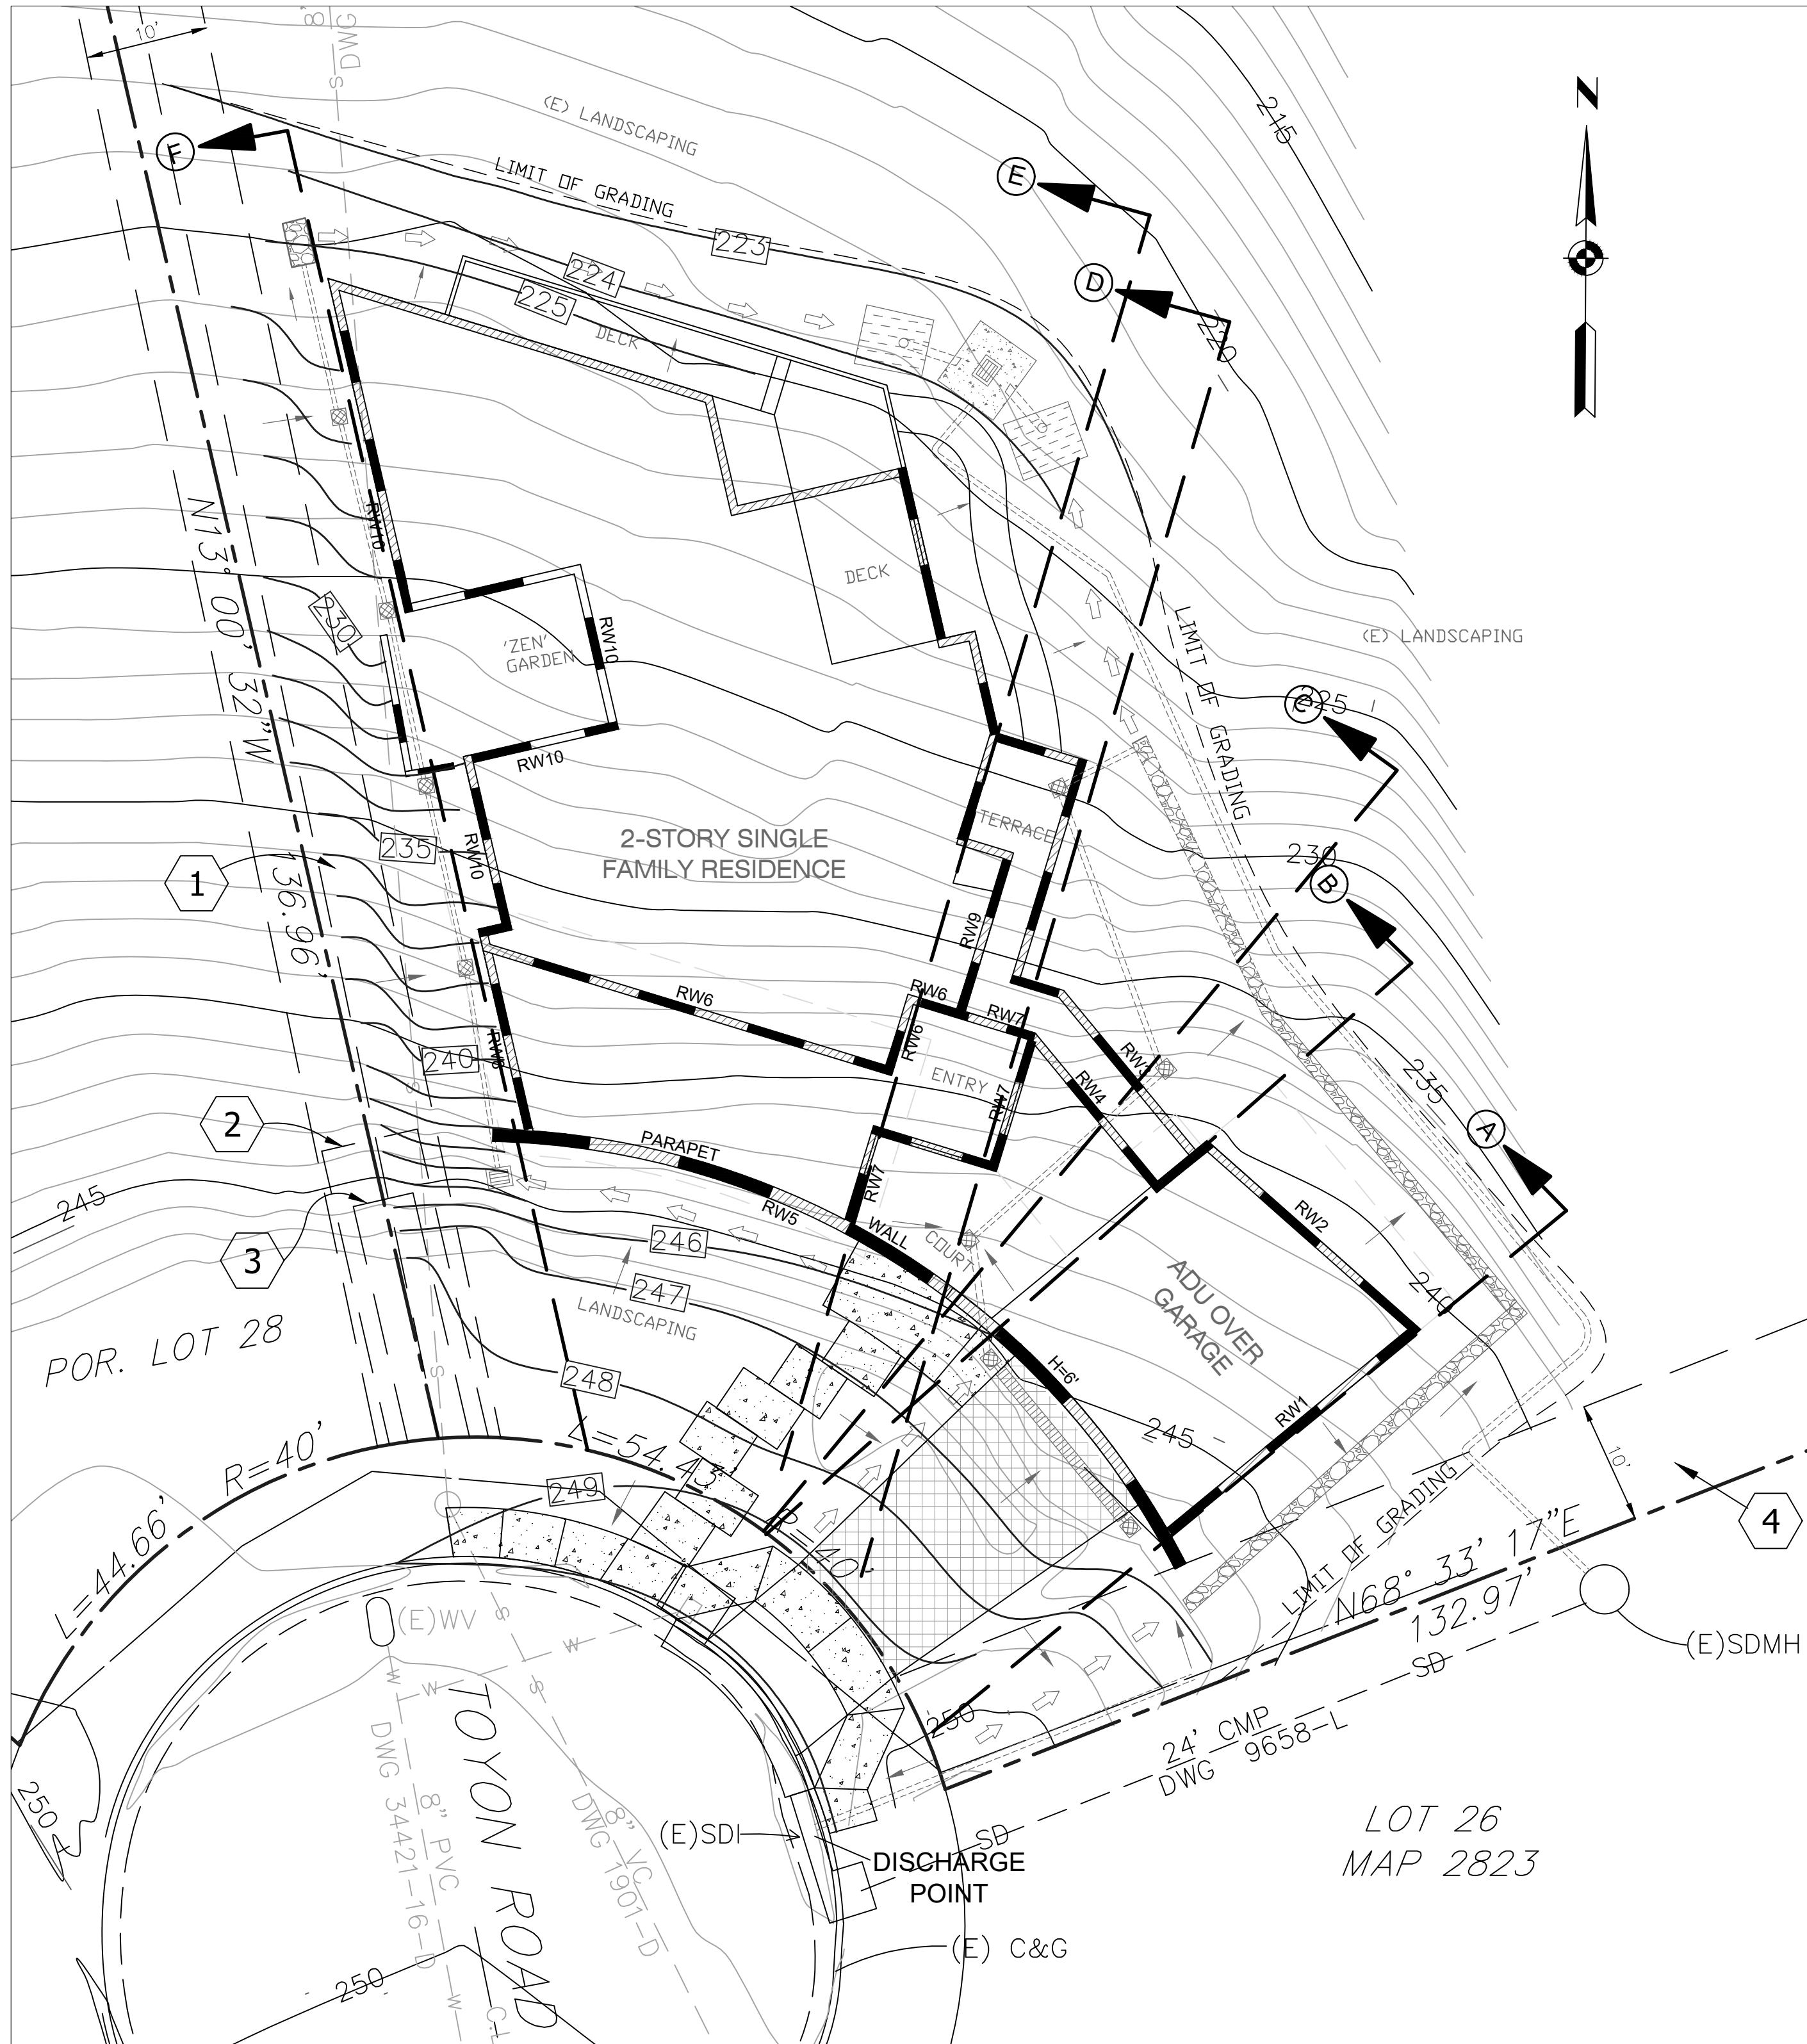 10'
8"
DWG
S
N
(E) LANDSCAPING
215
F
E
LIMIT OF GRADING
223
224
D
225
DECK
220
RW10
N13° 00' 32"W
136.96'
230
'ZEN'
GARDEN
RW10
DECK
LIMIT OF GRADING
(E) LANDSCAPING
225
C
RW10
TERRACE
235
RW10
2-STORY SINGLE
FAMILY RESIDENCE
230
B
1
RW9
RW6
RW6
RW7
RW6
240
ENTRY
RW3
RW4
RW7
235
A
2
PARAPET
RW7
RW5
WALL
COURT
RW2
245
3
246
247
LANDSCAPING
ADU OVER
GARAGE
240
POR. LOT 28
248
H=6'
RW1
245
S
R=40'
L=54.43'
R=40'
249
LIMIT OF GRADING
10'
4
L=44.66'
N68° 33' 17"E
132.97'
(E)WV
S
W
W
W
S
(E)SDMH
SD
TOYON ROAD
250
24' CMP
DWG 9658-L
8" PVC
DWG 34421-16-D
8" VC
DWG 1901-D
250
(E)SDI
SD
DISCHARGE
POINT
LOT 26
MAP 2823
(E) C&G
250
W
W
C.L